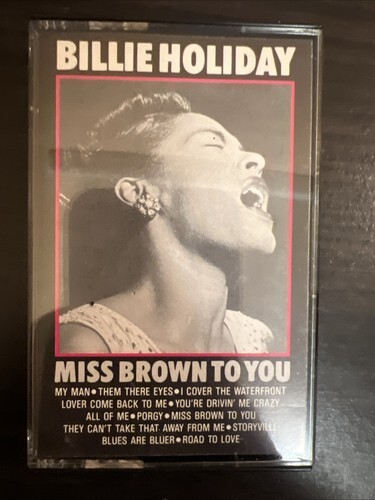 BILLIE HOLIDAY
MISS BROWN TO YOU
MY MAN • THEM THERE EYES • I COVER THE WATERFRONT
LOVER COME BACK TO ME • YOU'RE DRIVIN' ME CRAZY
ALL OF ME • PORGY • MISS BROWN TO YOU
THEY CAN'T TAKE THAT AWAY FROM ME • STORYVILLE
BLUES ARE BLUER • ROAD TO LOVE